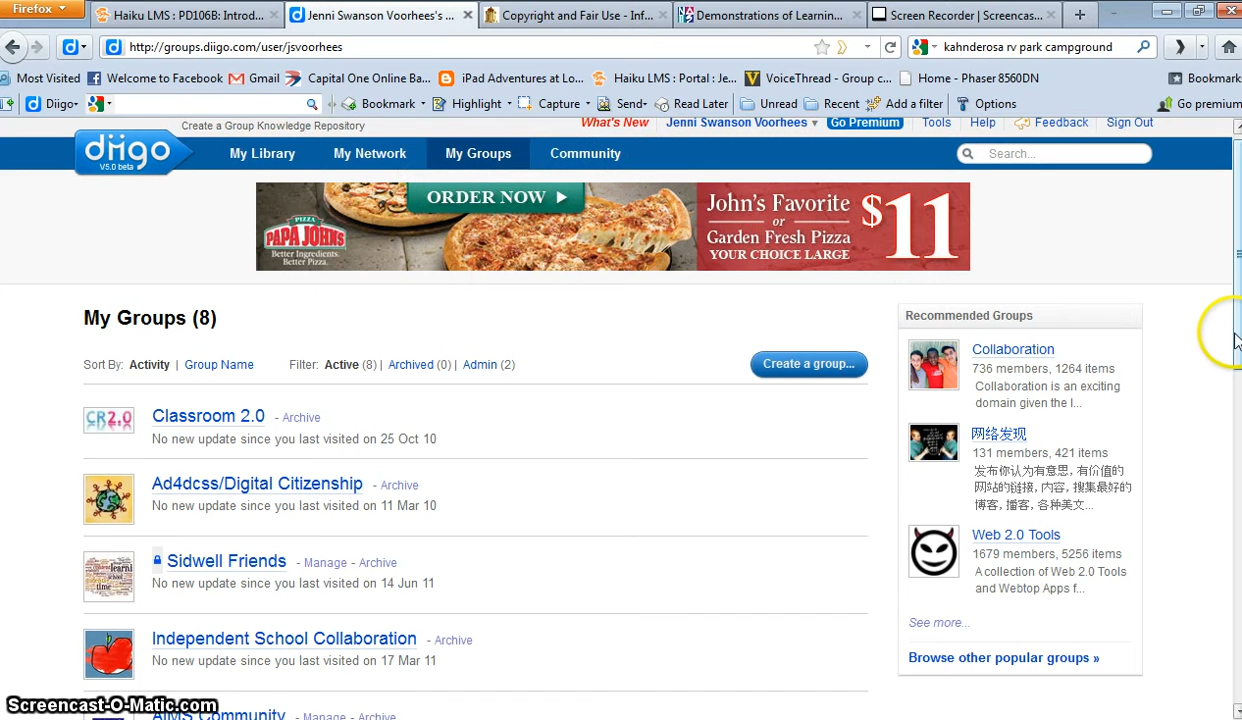 Firefox
Haiku LMS : PD106B: Introd...
Jenni Swanson Voorhees's ...
Copyright and Fair Use - Inf...
Demonstrations of Learnin...
Screen Recorder | Screencas...
http://groups.diigo.com/user/jsvoorhees
kahnderosa rv park campground
Most Visited
Welcome to Facebook
Gmail
Capital One Online Ba...
iPad Adventures at Lo...
Haiku LMS : Portal : Je...
VoiceThread - Group c...
Home - Phaser 8560DN
Bookmark
Diigo
Bookmark
Highlight
Capture
Send
Read Later
Unread
Recent
Add a filter
Options
Go premium
Create a Group Knowledge Repository
What's New
Jenni Swanson Voorhees
Go Premium
Tools
Help
Feedback
Sign Out
diigo
V5.0 beta
My Library
My Network
My Groups
Community
Search...
ORDER NOW
PIZZA
PAPA JOHNS
Better Ingredients.
Better Pizza.
John's Favorite
or
Garden Fresh Pizza
YOUR CHOICE LARGE
$11
My Groups (8)
Sort By: Activity | Group Name
Filter: Active (8) | Archived (0) | Admin (2)
Create a group...
CR2.0
Classroom 2.0 - Archive
No new update since you last visited on 25 Oct 10
Ad4dcss/Digital Citizenship - Archive
No new update since you last visited on 11 Mar 10
Sidwell Friends - Manage - Archive
No new update since you last visited on 14 Jun 11
Independent School Collaboration - Archive
No new update since you last visited on 17 Mar 11
AIMS Community - Manage - Archive
Recommended Groups
Collaboration
736 members, 1264 items
Collaboration is an exciting
domain given the l...
网络发现
131 members, 421 items
发布你认为有意思，有价值的
网站的链接，内容，搜集最好的
博客，播客，各种美文...
Web 2.0 Tools
1679 members, 5256 items
A collection of Web 2.0 Tools
and Webtop Apps f...
See more...
Browse other popular groups »
Screencast-O-Matic.com